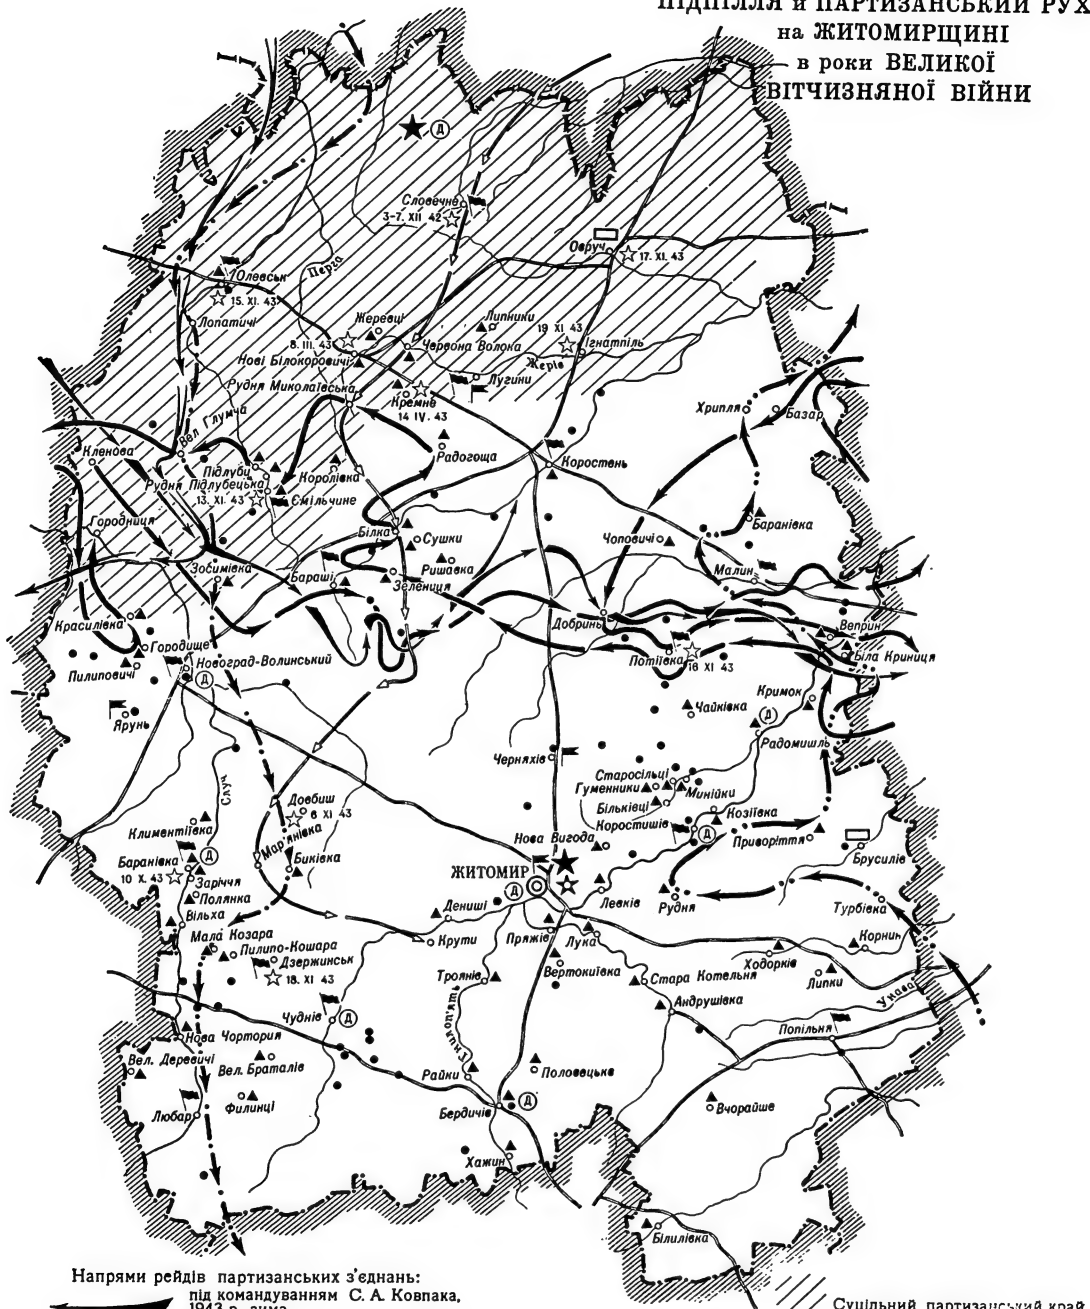 ПІДПІЛЛЯ й ПАРТИЗАНСЬКИЙ РУХ
на ЖИТОМИРЩИНІ
в роки ВЕЛИКОЇ
ВІТЧИЗНЯНОЇ ВІЙНИ
Д
Словечне
3-7. XII 42
Овруч
17. XI. 43
Перга
Олевськ
15. XI. 43
Лопатичі
Жеревці
Липники
19 XI 43
8. III. 43
Червона Волока
Ігнатпіль
Нові Білокоровичі
Жерів
Рудня Миколаївська
Лугини
Кремне
14 IV. 43
Хрипля
Базар
Вел Глумча
Кленова
Радогоща
Підлуби
Королівка
Коростень
Рудня Підлубецька
13. XI. 43
Ємільчине
Городниця
Баранівка
Білка
Сушки
Чоповичі
Ришавка
Зосимівка
Бараші
Зелениця
Малин
Красилівка
Добринь
Веприн
Городище
Біла Криниця
Новоград-Волинський
Потіївка
16 XI 43
Пилиповичі
Д
Кримок
Ярунь
Чайківка
Д
Радомишль
Черняхів
Старосільці
Гуменники
Минійки
Случ
Довбиш
6 XI 43
Більківці
Козіївка
Климентіївка
Коростишів
Д
Мар'янівка
Нова Вигода
Приворіття
Баранівка
Д
Биківка
Брусилів
10 X. 43
Заріччя
ЖИТОМИР
Д
Полянка
Левків
Рудня
Турбівка
Вільха
Дениші
Мала Козара
Крути
Пряжів
Лука
Корнин
Пилипо-Кошара
Дзержинськ
18. XI 43
Троянів
Вертокиївка
Ходорків
Стара Котельня
Липки
Андрушівка
Унава
Чуднів
Д
Гнилоп'ять
Попільня
Нова Чортория
Вел. Деревичі
Вел. Браталів
Половецьке
Райки
Любар
Филинці
Бердичів
Д
Вчорайше
Хажин
Білилівка
Напрями рейдів партизанських з'єднань:
під командуванням С. А. Ковпака,
1943 р. зима
Суцільний партизанський край